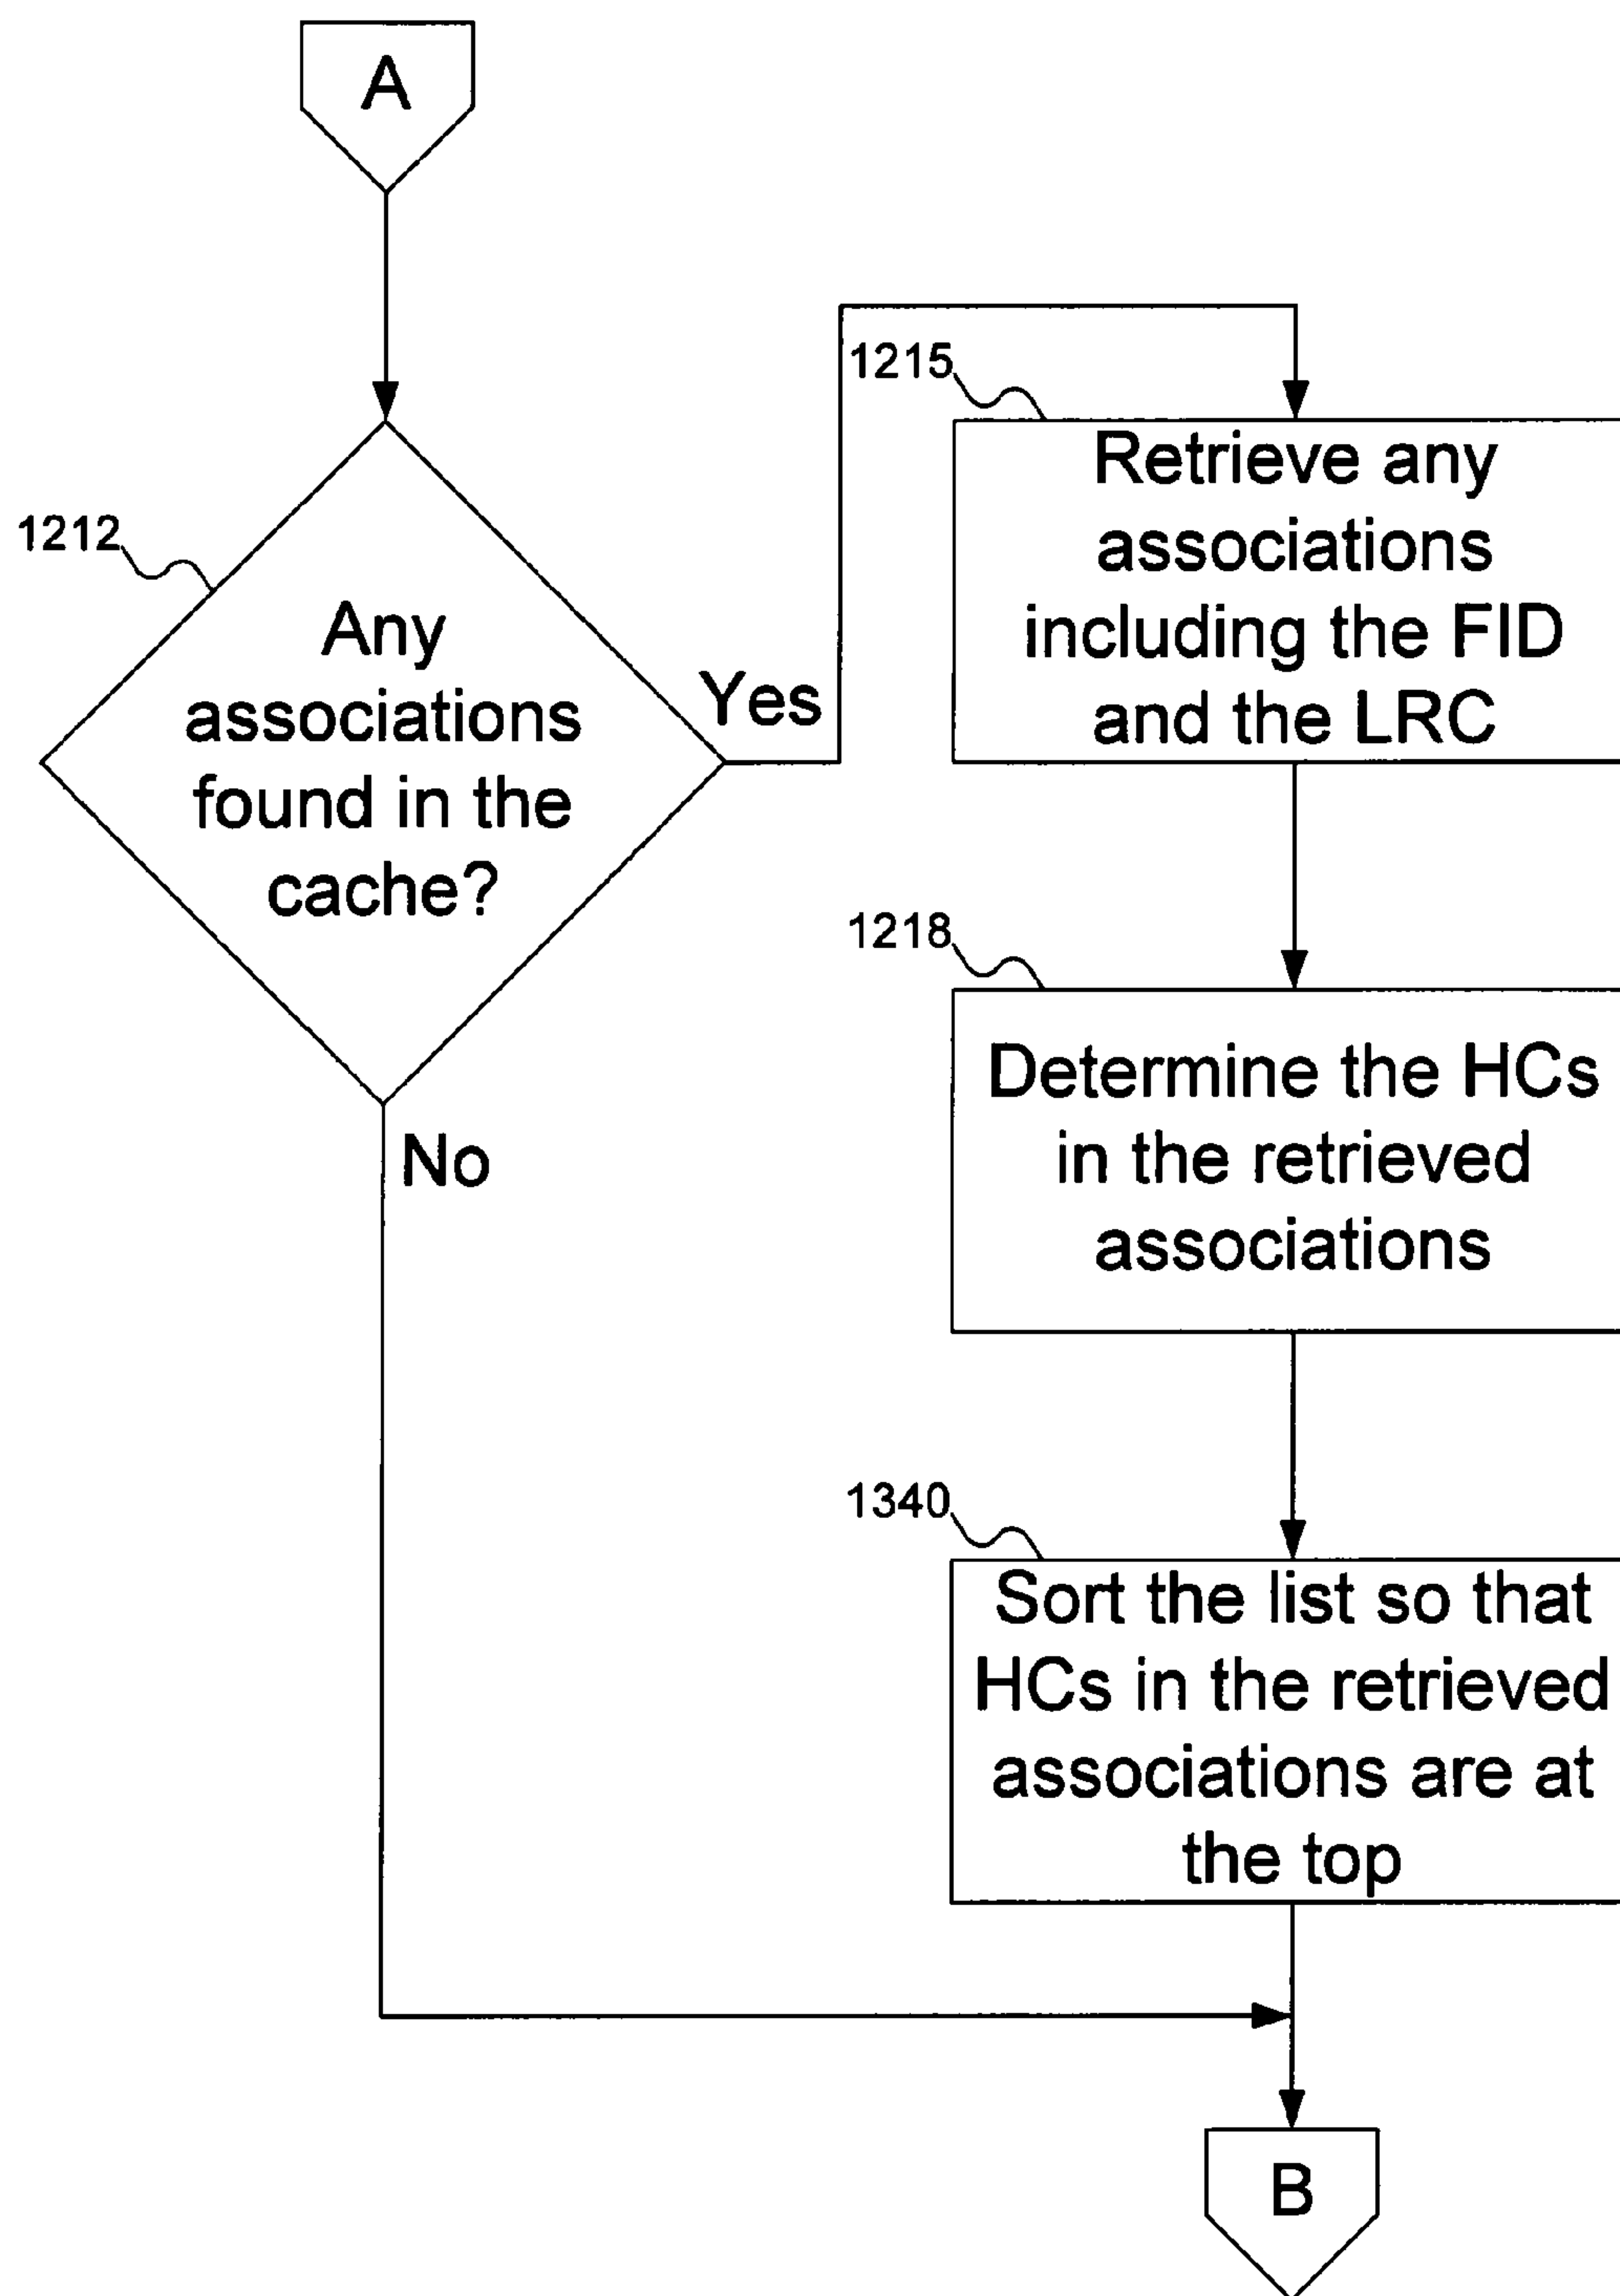 A
1212
Any
associations
found in the
cache?
Yes
No
1215
Retrieve any
associations
including the FID
and the LRC
1218
Determine the HCs
in the retrieved
associations
1340
Sort the list so that
HCs in the retrieved
associations are at
the top
B